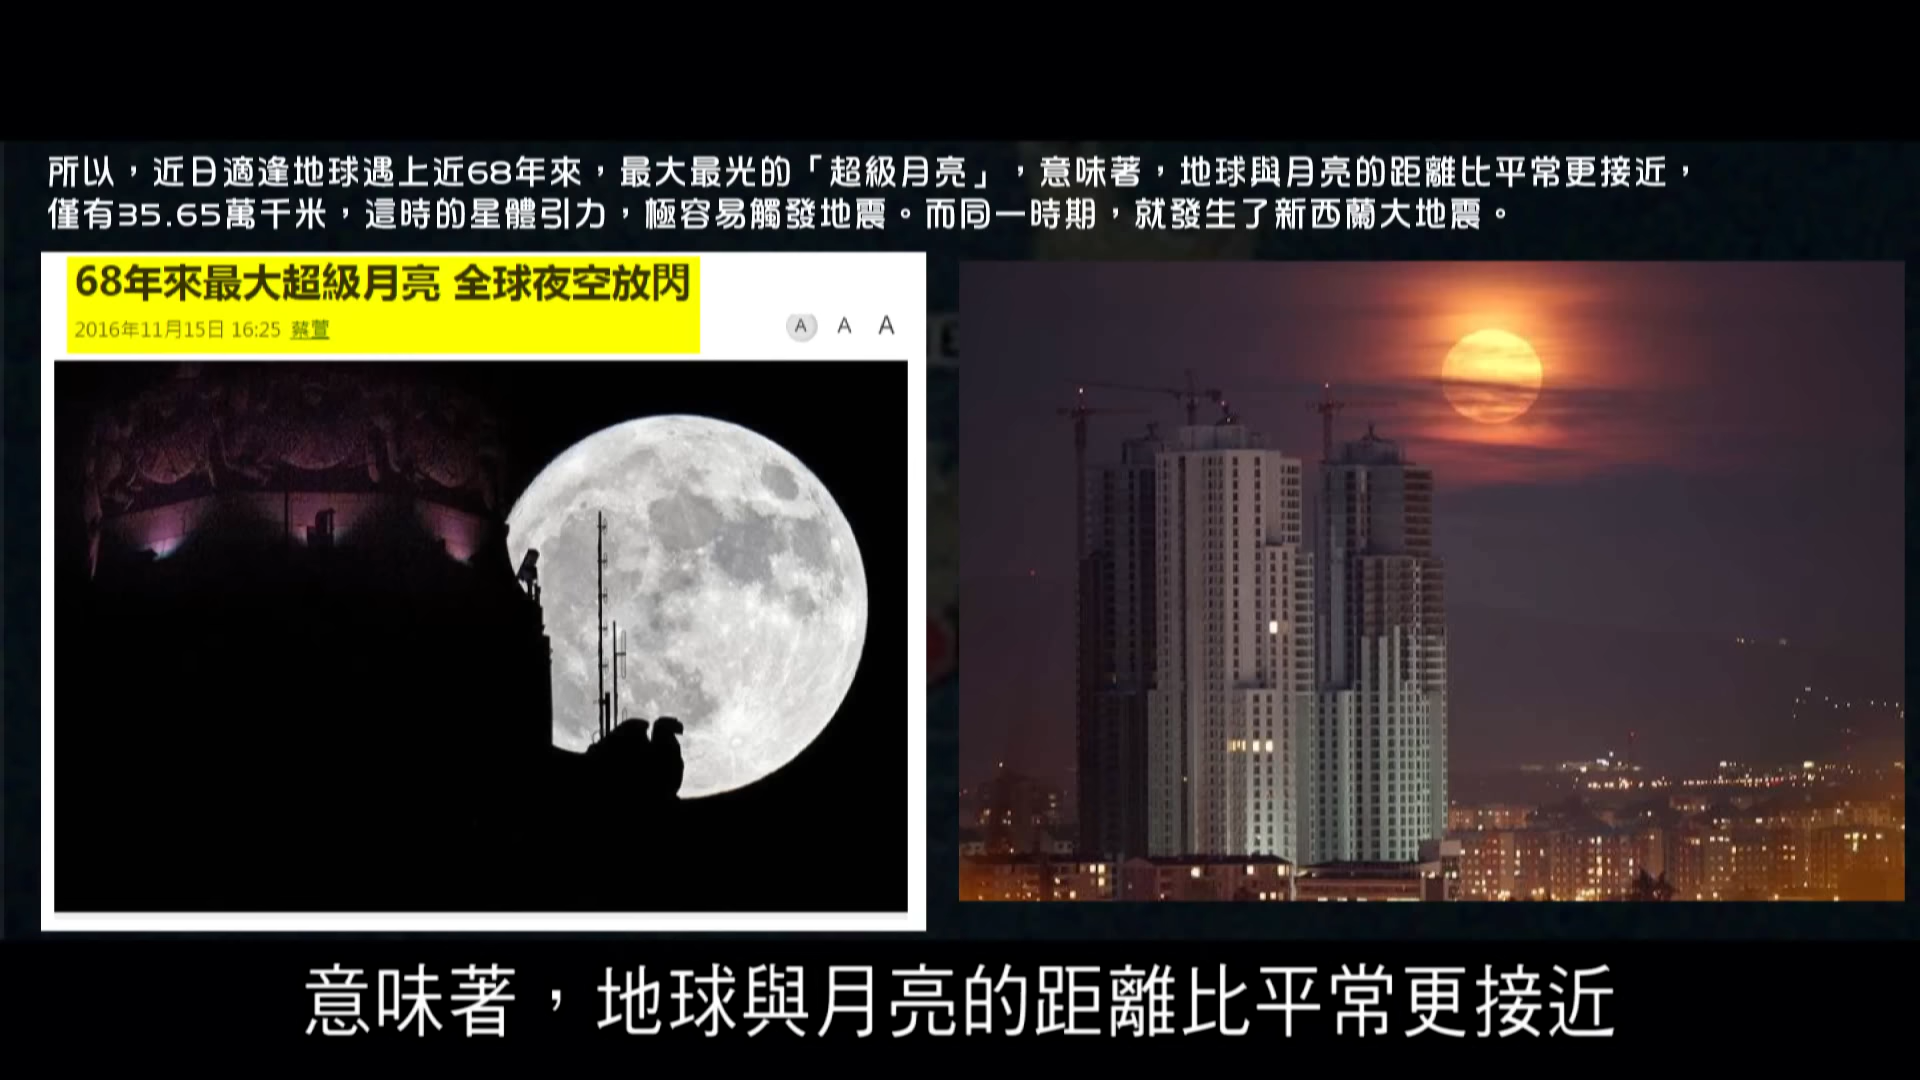 所以，近日適逢地球遇上近68年來，最大最光的「超級月亮」，意味著，地球與月亮的距離比平常更接近，
僅有35.65萬千米，這時的星體引力，極容易觸發地震。而同一時期，就發生了新西蘭大地震。
68年來最大超級月亮 全球夜空放閃
2016年11月15日 16:25 蔡萱
A A A
意味著，地球與月亮的距離比平常更接近